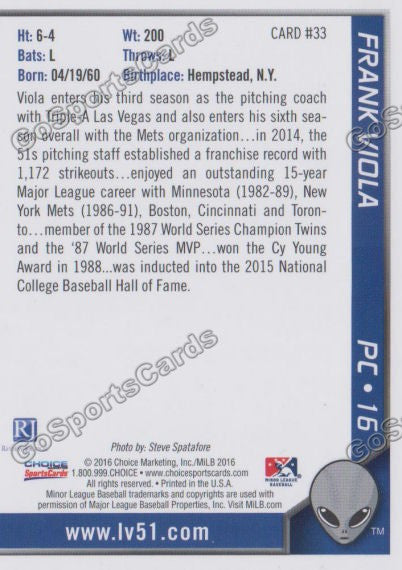 Ht: 6-4 Wt: 200 CARD #33
Bats: L Throws: L
Born: 04/19/60 Birthplace: Hempstead, N.Y.
Viola enters his third season as the pitching coach
with Triple-A Las Vegas and also enters his sixth sea-
son overall with the Mets organization…in 2014, the
51s pitching staff established a franchise record with
1,172 strikeouts…enjoyed an outstanding 15-year
Major League career with Minnesota (1982-89), New
York Mets (1986-91), Boston, Cincinnati and Toron-
to…member of the 1987 World Series Champion Twins
and the ‘87 World Series MVP…won the Cy Young
Award in 1988...was inducted into the 2015 National
College Baseball Hall of Fame.
FRANK VIOLA
PC • 16
RJ
Photo by: Steve Spatafore
CHOICE
SportsCards
© 2016 Choice Marketing, Inc./MiLB 2016
1.800.999.CHOICE • www.choicesportscards.com
All rights reserved. • Printed in the U.S.A.
Minor League Baseball trademarks and copyrights are used with
permission of Major League Baseball Properties, Inc. Visit MiLB.com
MINOR LEAGUE
BASEBALL
www.lv51.com
TM
GoSportsCards
GoSportsCards
GoSportsCards
GoSportsCards
GoSportsCards
GoSportsCards